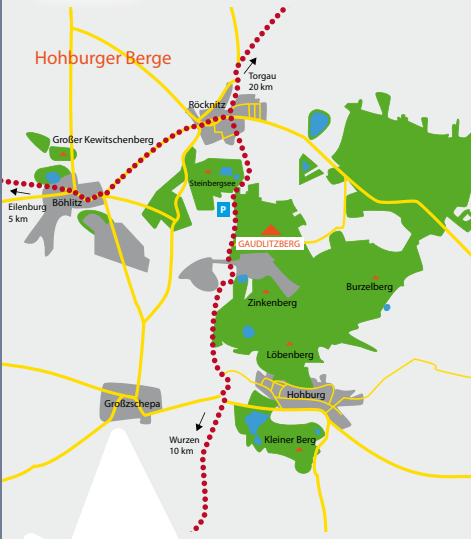 Hohburger Berge
Torgau
20 km
Röcknitz
Großer Kewitschenberg
Steinbergsee
Böhlitz
Eilenburg
5 km
P
GAUDLITZBERG
Burzelberg
Zinkenberg
Löbenberg
Hohburg
Großzschepa
Wurzen
10 km
Kleiner Berg